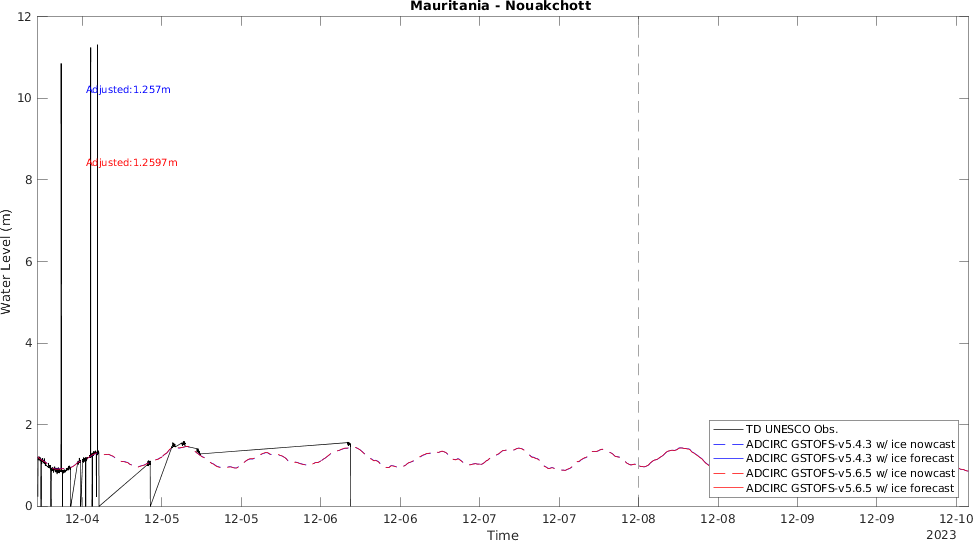 Mauritania - Nouakchott
12
10
8
6
4
2
0
Water Level (m)
Adjusted:1.257m
Adjusted:1.2597m
TD UNESCO Obs.
ADCIRC GSTOFS-v5.4.3 w/ ice nowcast
ADCIRC GSTOFS-v5.4.3 w/ ice forecast
ADCIRC GSTOFS-v5.6.5 w/ ice nowcast
ADCIRC GSTOFS-v5.6.5 w/ ice forecast
12-04 12-05 12-05 12-06 12-06 12-07 12-07 12-08 12-08 12-09 12-09 12-10
Time
2023